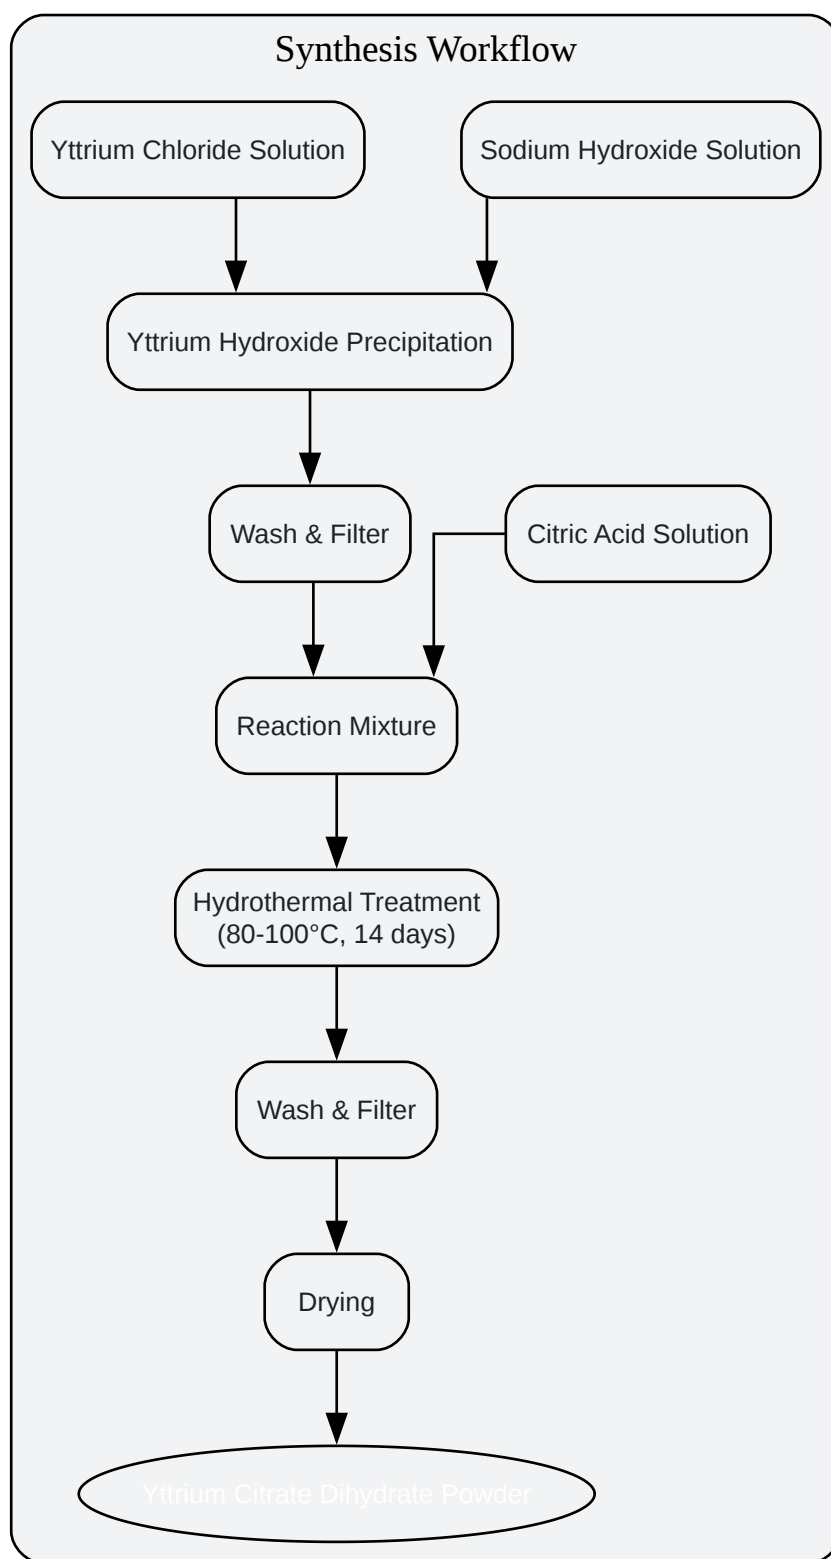 Synthesis Workflow
Yttrium Chloride Solution
Sodium Hydroxide Solution
Yttrium Hydroxide Precipitation
Wash & Filter
Citric Acid Solution
Reaction Mixture
Hydrothermal Treatment
(80-100°C, 14 days)
Wash & Filter
Drying
Yttrium Citrate Dihydrate Powder